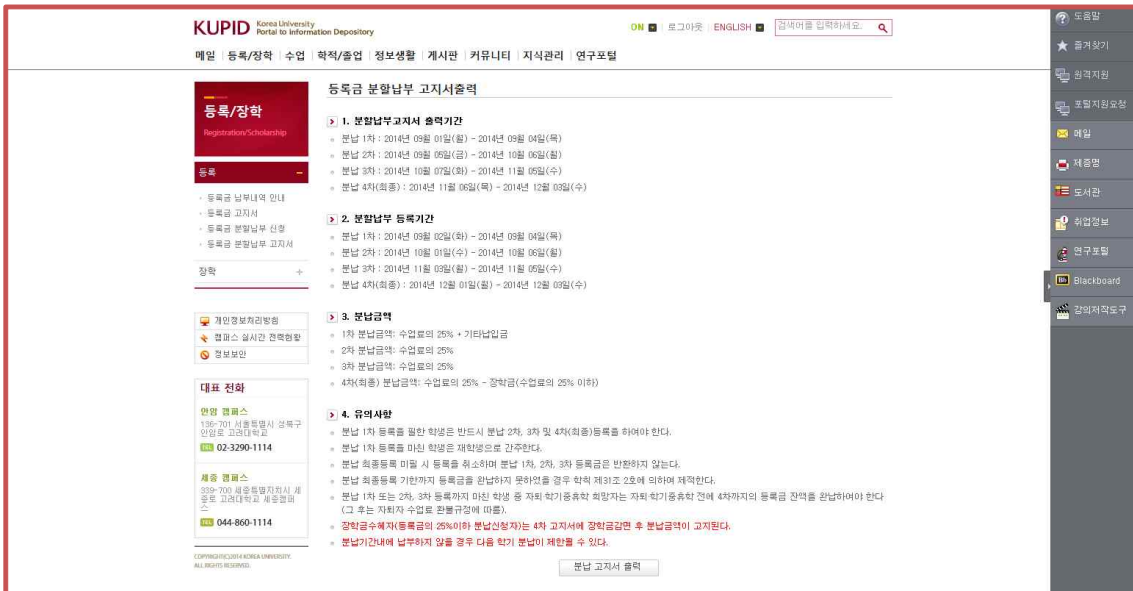 KUPID Korea University
Portal to Information Depository
ON 로그아웃 ENGLISH 검색어를 입력하세요.
메일 등록/장학 수업 학적/졸업 정보생활 게시판 커뮤니티 지식관리 연구포털
등록/장학
Registration/Scholarship
등록
등록금 납부내역 안내
등록금 고지서
등록금 분할납부 신청
등록금 분할납부 고지서
장학
개인정보처리방침
캠퍼스 실시간 전력현황
정보보안
대표 전화
안암 캠퍼스
136-701 서울특별시 성북구
안암로 고려대학교
TEL 02-3290-1114
세종 캠퍼스
339-700 세종특별자치시 세
종로 고려대학교 세종캠퍼
스
TEL 044-860-1114
COPYRIGHT(C)2014 KOREA UNIVERSITY.
ALL RIGHTS RESERVED.
등록금 분할납부 고지서출력
1. 분할납부고지서 출력기간
분납 1차 : 2014년 09월 01일(월) - 2014년 09월 04일(목)
분납 2차 : 2014년 09월 05일(금) - 2014년 10월 06일(월)
분납 3차 : 2014년 10월 07일(화) - 2014년 11월 05일(수)
분납 4차(최종) : 2014년 11월 06일(목) - 2014년 12월 03일(수)
2. 분할납부 등록기간
분납 1차 : 2014년 09월 02일(화) - 2014년 09월 04일(목)
분납 2차 : 2014년 10월 01일(수) - 2014년 10월 06일(월)
분납 3차 : 2014년 11월 03일(월) - 2014년 11월 05일(수)
분납 4차(최종) : 2014년 12월 01일(월) - 2014년 12월 03일(수)
3. 분납금액
1차 분납금액: 수업료의 25% + 기타납입금
2차 분납금액: 수업료의 25%
3차 분납금액: 수업료의 25%
4차(최종) 분납금액: 수업료의 25% - 장학금(수업료의 25% 이하)
4. 유의사항
분납 1차 등록을 필한 학생은 반드시 분납 2차, 3차 및 4차(최종)등록을 하여야 한다.
분납 1차 등록을 마친 학생은 재학생으로 간주한다.
분납 최종등록 미필 시 등록을 취소하며 분납 1차, 2차, 3차 등록금은 반환하지 않는다.
분납 최종등록 기한까지 등록금을 완납하지 못하였을 경우 학칙 제31조 2호에 의하여 제적한다.
분납 1차 또는 2차, 3차 등록까지 마친 학생 중 자퇴·학기중휴학 희망자는 자퇴·학기중휴학 전에 4차까지의 등록금 잔액을 완납하여야 한다
(그 후는 자퇴자 수업료 환불규정에 따름).
장학금수혜자(등록금의 25%이하 분납신청자)는 4차 고지서에 장학금감면 후 분납금액이 고지된다.
분납기간내에 납부하지 않을 경우 다음 학기 분납이 제한될 수 있다.
분납 고지서 출력
도움말
즐겨찾기
원격지원
포털지원요청
메일
제증명
도서관
취업정보
연구포털
Blackboard
강의저작도구